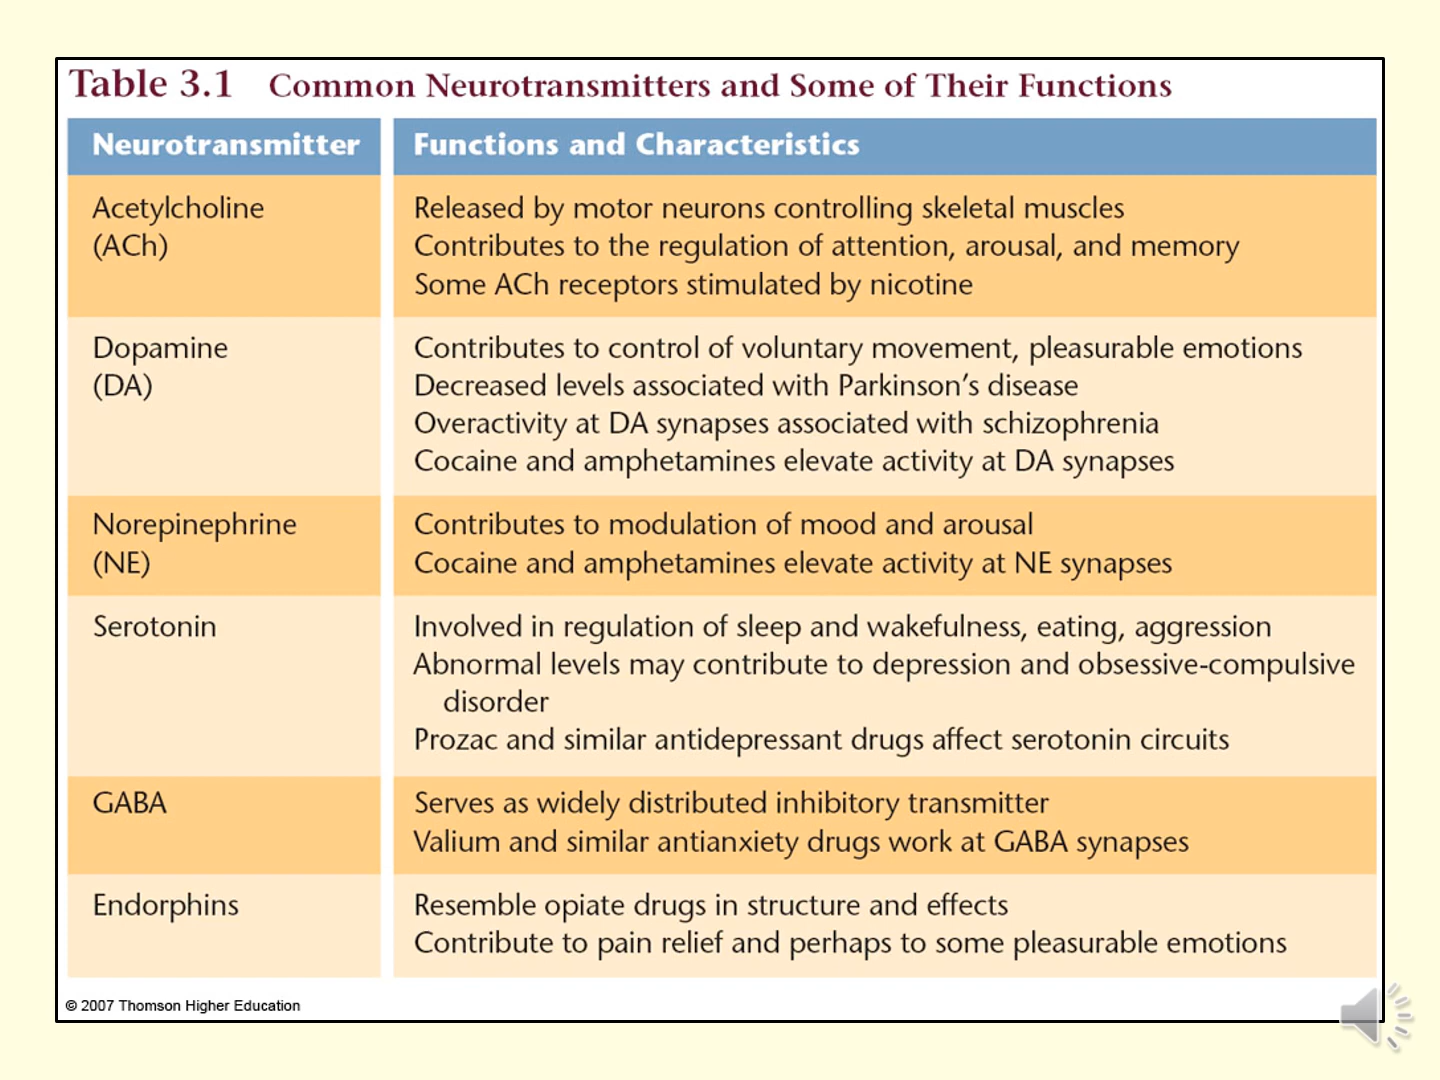 Table 3.1 Common Neurotransmitters and Some of Their Functions
Neurotransmitter Functions and Characteristics
Acetylcholine Released by motor neurons controlling skeletal muscles
(ACh) Contributes to the regulation of attention, arousal, and memory
Some ACh receptors stimulated by nicotine
Dopamine Contributes to control of voluntary movement, pleasurable emotions
(DA) Decreased levels associated with Parkinson's disease
Overactivity at DA synapses associated with schizophrenia
Cocaine and amphetamines elevate activity at DA synapses
Norepinephrine Contributes to modulation of mood and arousal
(NE) Cocaine and amphetamines elevate activity at NE synapses
Serotonin Involved in regulation of sleep and wakefulness, eating, aggression
Abnormal levels may contribute to depression and obsessive-compulsive
disorder
Prozac and similar antidepressant drugs affect serotonin circuits
GABA Serves as widely distributed inhibitory transmitter
Valium and similar antianxiety drugs work at GABA synapses
Endorphins Resemble opiate drugs in structure and effects
Contribute to pain relief and perhaps to some pleasurable emotions
© 2007 Thomson Higher Education